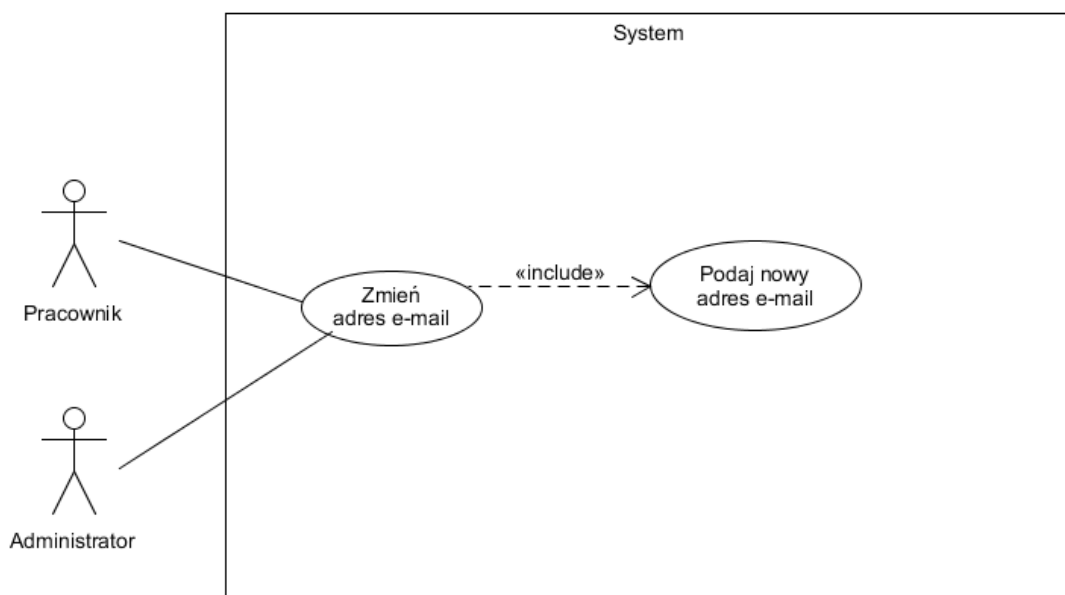 System
Pracownik
Zmień
adres e-mail
«include»
Podaj nowy
adres e-mail
Administrator